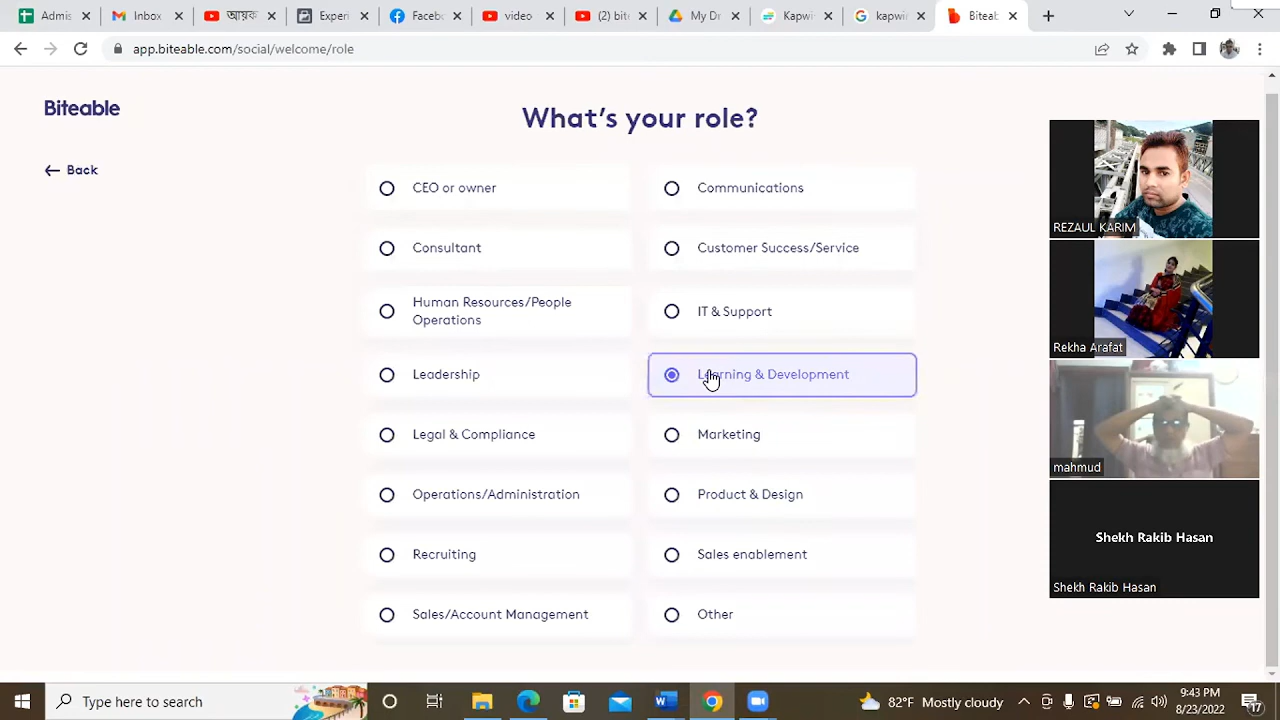 Admis
Inbo
আয়ক
Experi
Faceb
video
(2) bit
My D
Kapwi
kapwi
Biteab
app.biteable.com/social/welcome/role
Biteable
Back
What's your role?
CEO or owner
Communications
Consultant
Customer Success/Service
Human Resources/People
Operations
IT & Support
Leadership
Learning & Development
Legal & Compliance
Marketing
Operations/Administration
Product & Design
Recruiting
Sales enablement
Sales/Account Management
Other
REZAUL KARIM
Rekha Arafat
mahmud
Shekh Rakib Hasan
Shekh Rakib Hasan
Type here to search
82°F Mostly cloudy
9:43 PM
8/23/2022
17